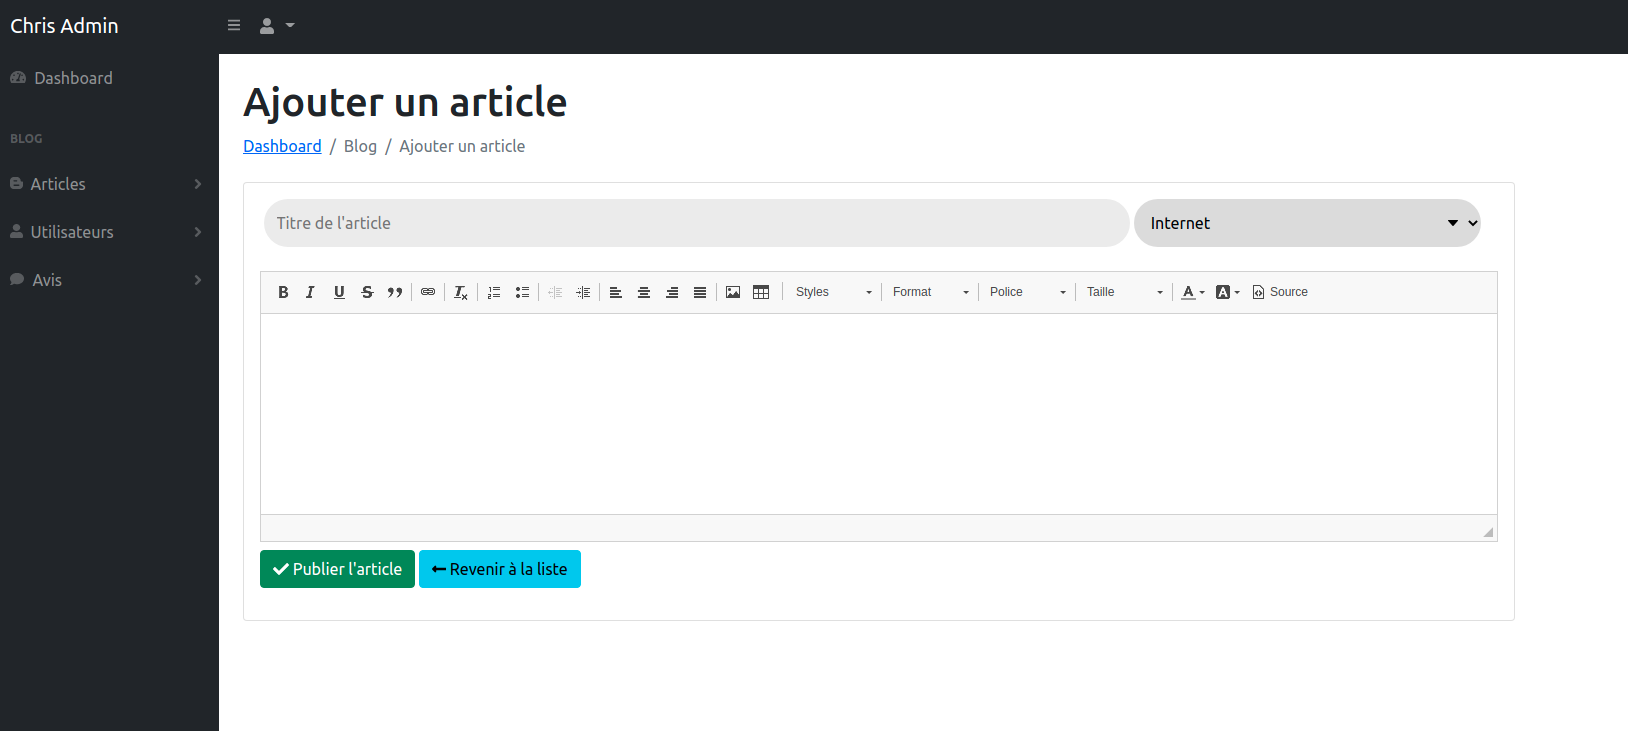 Chris Admin
Dashboard
BLOG
Articles
Utilisateurs
Avis
Ajouter un article
Dashboard / Blog / Ajouter un article
Titre de l'article
Internet
Styles Format Police Taille Source
Publier l'article
Revenir à la liste